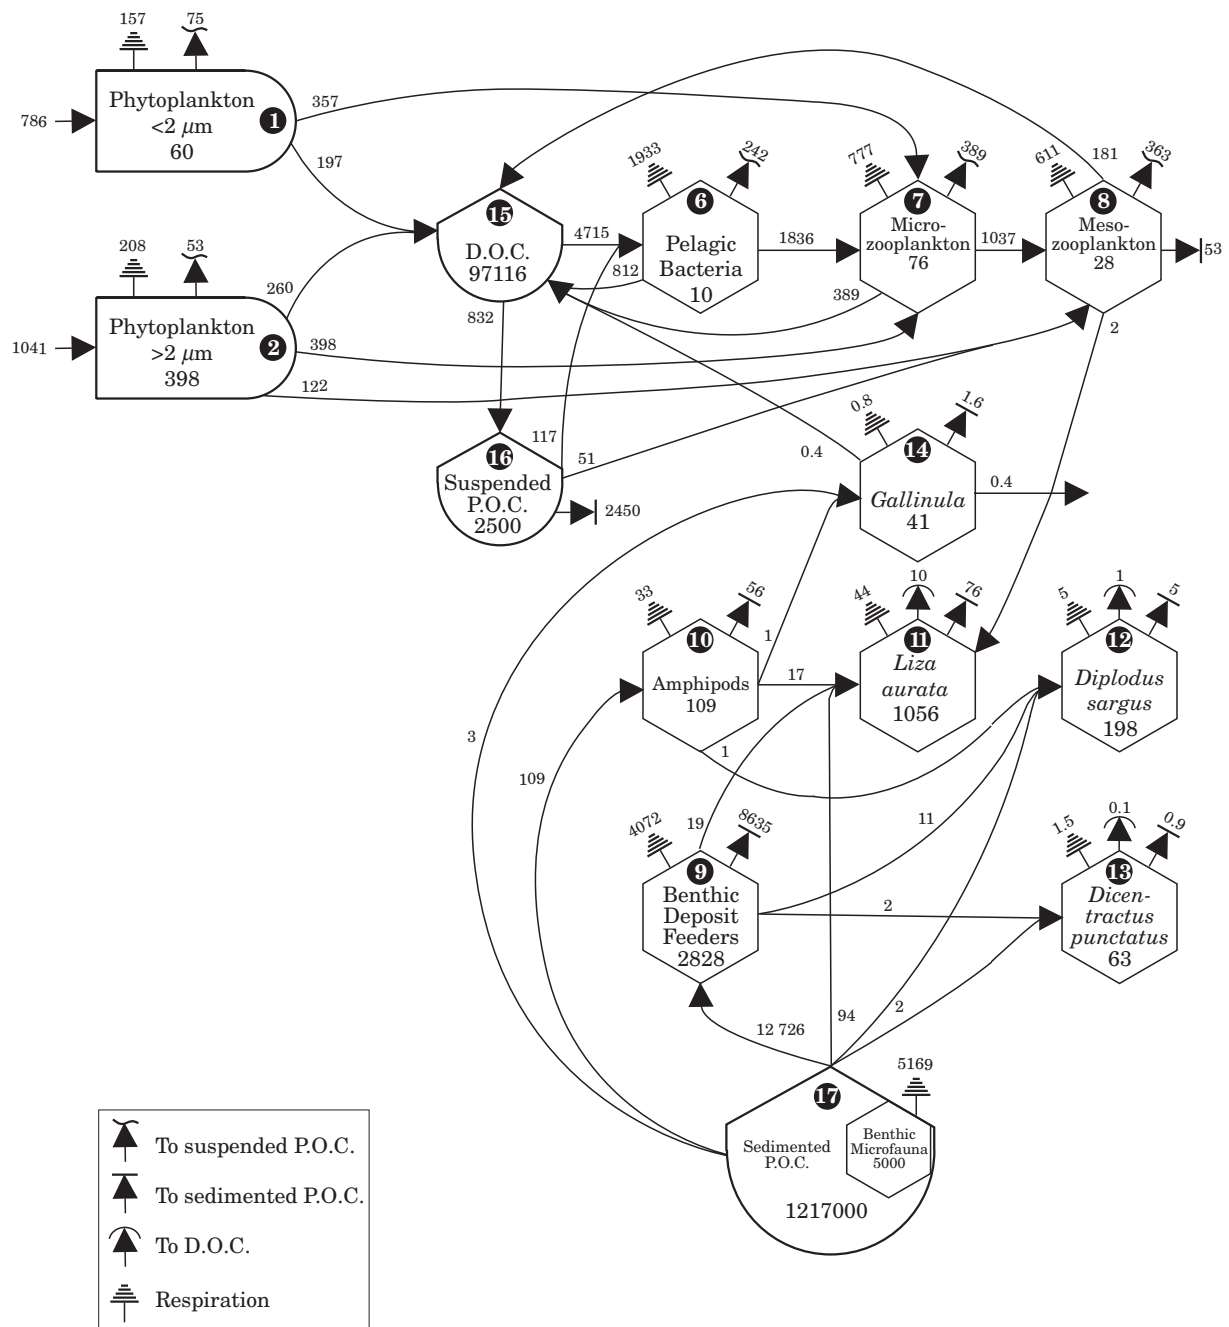 157
75
786
Phytoplankton
<2 μm
60
1
357
197
208
53
1041
Phytoplankton
>2 μm
398
2
260
398
122
15
D.O.C.
97116
4715
832
812
1933
242
6
Pelagic
Bacteria
10
1836
777
389
7
Micro-
zooplankton
76
1037
389
611
181
363
8
Meso-
zooplankton
28
53
2
16
Suspended
P.O.C.
2500
117
51
2450
0.4
0.8
1.6
14
Gallinula
41
0.4
33
56
10
Amphipods
109
1
17
1
44
10
76
11
Liza
aurata
1056
5
1
5
12
Diplodus
sargus
198
3
109
4072
19
8635
9
Benthic
Deposit
Feeders
2828
11
2
1.5
0.1
0.9
13
Dicen-
tractus
punctatus
63
12 726
94
2
5169
17
Sedimented
P.O.C.
Benthic
Microfauna
5000
1217000
To suspended P.O.C.
To sedimented P.O.C.
To D.O.C.
Respiration